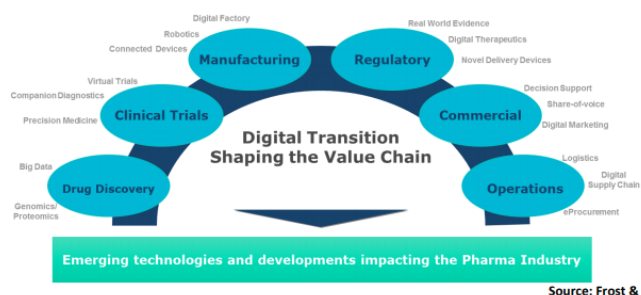 Digital Factory
Robotics
Connected Devices
Manufacturing
Real World Evidence
Digital Therapeutics
Novel Delivery Devices
Regulatory
Virtual Trials
Companion Diagnostics
Precision Medicine
Clinical Trials
Decision Support
Share-of-voice
Digital Marketing
Commercial
Digital Transition
Shaping the Value Chain
Big Data
Genomics/
Proteomics
Drug Discovery
Logistics
Digital
Supply Chain
eProcurement
Operations
Emerging technologies and developments impacting the Pharma Industry
Source: Frost &